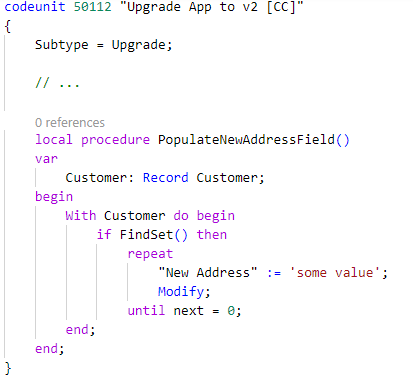 codeunit 50112 "Upgrade App to v2 [CC]"
{
    Subtype = Upgrade;

    // ...

    0 references
    local procedure PopulateNewAddressField()
    var
        Customer: Record Customer;
    begin
        With Customer do begin
            if FindSet() then
                repeat
                    "New Address" := 'some value';
                    Modify;
                until next = 0;
        end;
    end;
}